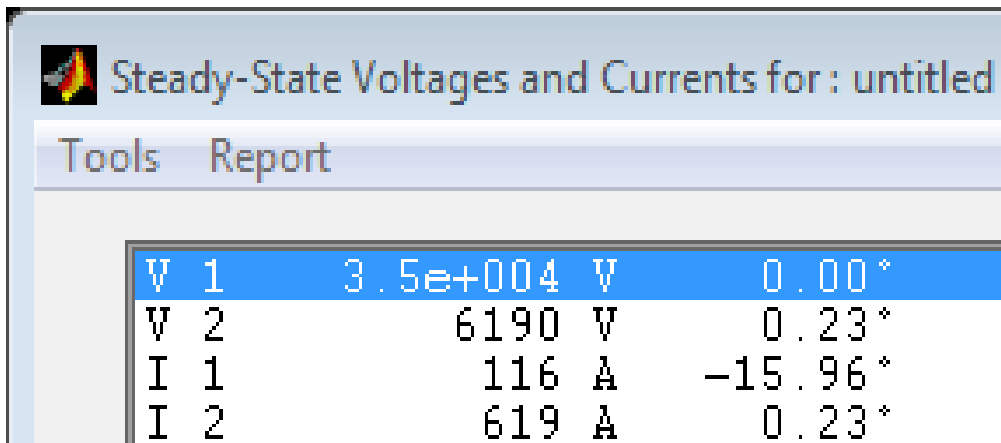 Steady-State Voltages and Currents for : untitled
Tools Report
V 1 3.5e+004 V 0.00°
V 2 6190 V 0.23°
I 1 116 A −15.96°
I 2 619 A 0.23°